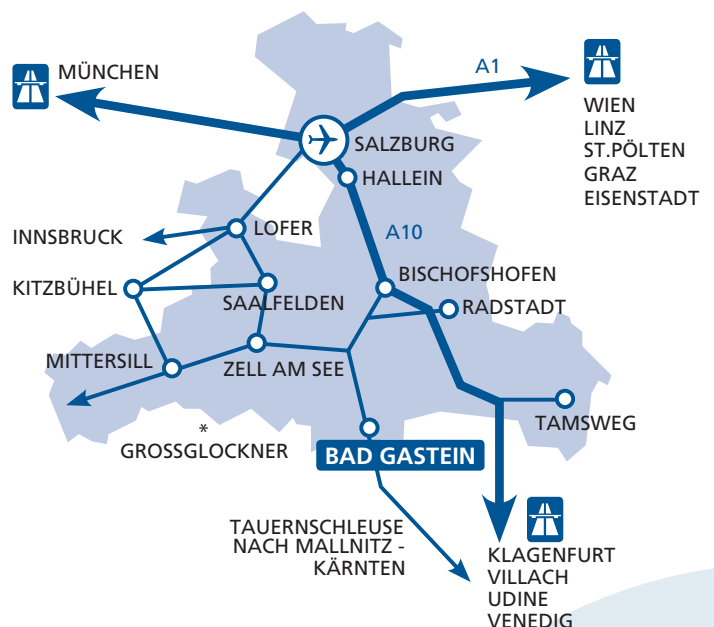 MÜNCHEN
A1
WIEN
LINZ
ST.PÖLTEN
GRAZ
EISENSTADT
SALZBURG
HALLEIN
LOFER
INNSBRUCK
A10
KITZBÜHEL
SAALFELDEN
BISCHOFSHOFEN
RADSTADT
MITTERSILL
ZELL AM SEE
TAMSWEG
*
GROSSGLOCKNER
BAD GASTEIN
TAUERNSCHLEUSE
NACH MALLNITZ -
KÄRNTEN
KLAGENFURT
VILLACH
UDINE
VENEDIG